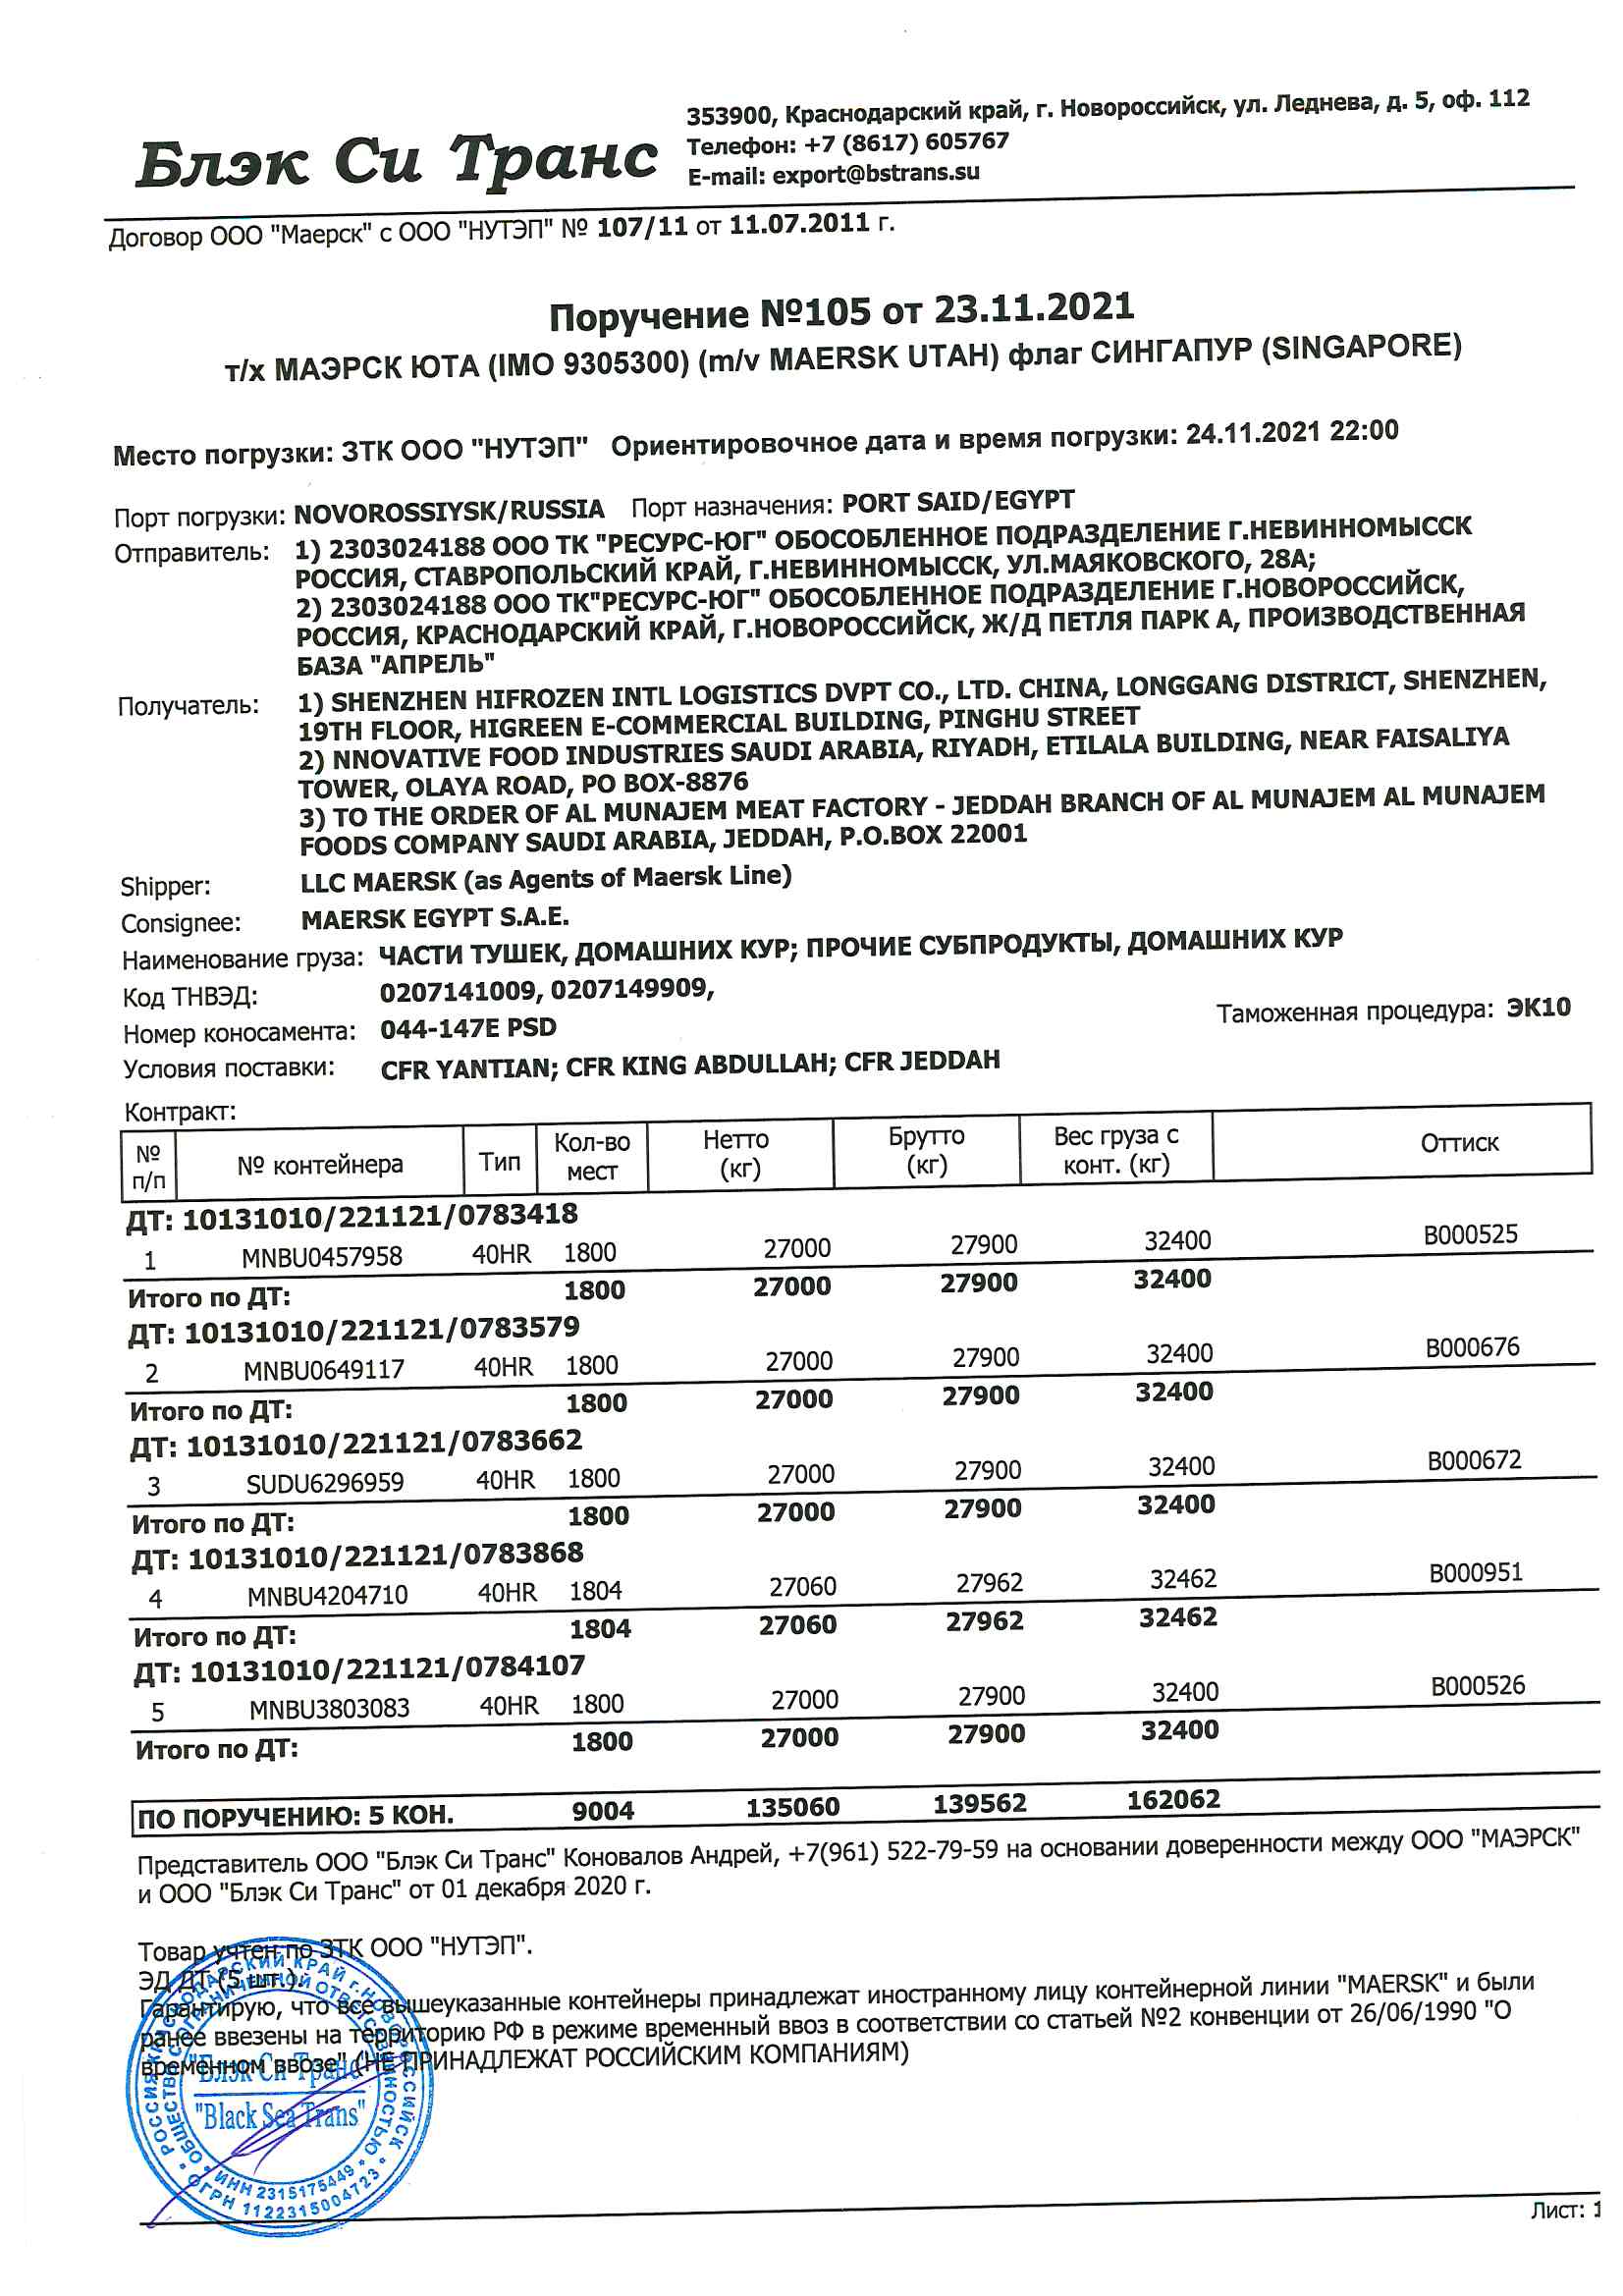 Блэк Си Транс
353900, Краснодарский край, г. Новороссийск, ул. Леднева, д. 5, оф. 112
Телефон: +7 (8617) 605767
E-mail: export@bstrans.su
Договор ООО "Маерск" с ООО "НУТЭП" № 107/11 от 11.07.2011 г.
Поручение №105 от 23.11.2021
т/х МАЭРСК ЮТА (IMO 9305300) (m/v MAERSK UTAH) флаг СИНГАПУР (SINGAPORE)
Место погрузки: ЗТК ООО "НУТЭП" Ориентировочное дата и время погрузки: 24.11.2021 22:00
Порт погрузки: NOVOROSSIYSK/RUSSIA Порт назначения: PORT SAID/EGYPT
Отправитель: 1) 2303024188 ООО ТК "РЕСУРС-ЮГ" ОБОСОБЛЕННОЕ ПОДРАЗДЕЛЕНИЕ Г.НЕВИННОМЫССК
РОССИЯ, СТАВРОПОЛЬСКИЙ КРАЙ, Г.НЕВИННОМЫССК, УЛ.МАЯКОВСКОГО, 28А;
2) 2303024188 ООО ТК"РЕСУРС-ЮГ" ОБОСОБЛЕННОЕ ПОДРАЗДЕЛЕНИЕ Г.НОВОРОССИЙСК,
РОССИЯ, КРАСНОДАРСКИЙ КРАЙ, Г.НОВОРОССИЙСК, Ж/Д ПЕТЛЯ ПАРК А, ПРОИЗВОДСТВЕННАЯ
БАЗА "АПРЕЛЬ"
Получатель: 1) SHENZHEN HIFROZEN INTL LOGISTICS DVPT CO., LTD. CHINA, LONGGANG DISTRICT, SHENZHEN,
19TH FLOOR, HIGREEN E-COMMERCIAL BUILDING, PINGHU STREET
2) NNOVATIVE FOOD INDUSTRIES SAUDI ARABIA, RIYADH, ETILALA BUILDING, NEAR FAISALIYA
TOWER, OLAYA ROAD, PO BOX-8876
3) TO THE ORDER OF AL MUNAJEM MEAT FACTORY - JEDDAH BRANCH OF AL MUNAJEM AL MUNAJEM
FOODS COMPANY SAUDI ARABIA, JEDDAH, P.O.BOX 22001
Shipper: LLC MAERSK (as Agents of Maersk Line)
Consignee: MAERSK EGYPT S.A.E.
Наименование груза: ЧАСТИ ТУШЕК, ДОМАШНИХ КУР; ПРОЧИЕ СУБПРОДУКТЫ, ДОМАШНИХ КУР
Код ТНВЭД: 0207141009, 0207149909,
Номер коносамента: 044-147E PSD Таможенная процедура: ЭК10
Условия поставки: CFR YANTIAN; CFR KING ABDULLAH; CFR JEDDAH
Контракт:
№ п/п № контейнера Тип Кол-во мест Нетто (кг) Брутто (кг) Вес груза с конт. (кг) Оттиск
ДТ: 10131010/221121/0783418
1 MNBU0457958 40HR 1800 27000 27900 32400 B000525
Итого по ДТ: 1800 27000 27900 32400
ДТ: 10131010/221121/0783579
2 MNBU0649117 40HR 1800 27000 27900 32400 B000676
Итого по ДТ: 1800 27000 27900 32400
ДТ: 10131010/221121/0783662
3 SUDU6296959 40HR 1800 27000 27900 32400 B000672
Итого по ДТ: 1800 27000 27900 32400
ДТ: 10131010/221121/0783868
4 MNBU4204710 40HR 1804 27060 27962 32462 B000951
Итого по ДТ: 1804 27060 27962 32462
ДТ: 10131010/221121/0784107
5 MNBU3803083 40HR 1800 27000 27900 32400 B000526
Итого по ДТ: 1800 27000 27900 32400
ПО ПОРУЧЕНИЮ: 5 КОН. 9004 135060 139562 162062
Представитель ООО "Блэк Си Транс" Коновалов Андрей, +7(961) 522-79-59 на основании доверенности между ООО "МАЭРСК"
и ООО "Блэк Си Транс" от 01 декабря 2020 г.
Товар учтен по ЗТК ООО "НУТЭП".
ЭД ДТ (5 шт.).
Гарантирую, что все вышеуказанные контейнеры принадлежат иностранному лицу контейнерной линии "MAERSK" и были
ранее ввезены на территорию РФ в режиме временный ввоз в соответствии со статьей №2 конвенции от 26/06/1990 "О
временном ввозе" (НЕ ПРИНАДЛЕЖАТ РОССИЙСКИМ КОМПАНИЯМ)
РОССИЯ КРАСНОДАРСКИЙ КРАЙ г.НОВОРОССИЙСК
ОБЩЕСТВО С ОГРАНИЧЕННОЙ ОТВЕТСТВЕННОСТЬЮ
"Блэк Си Транс"
"Black Sea Trans"
ИНН 2315175449
ОГРН 1122315004723
Лист: 1